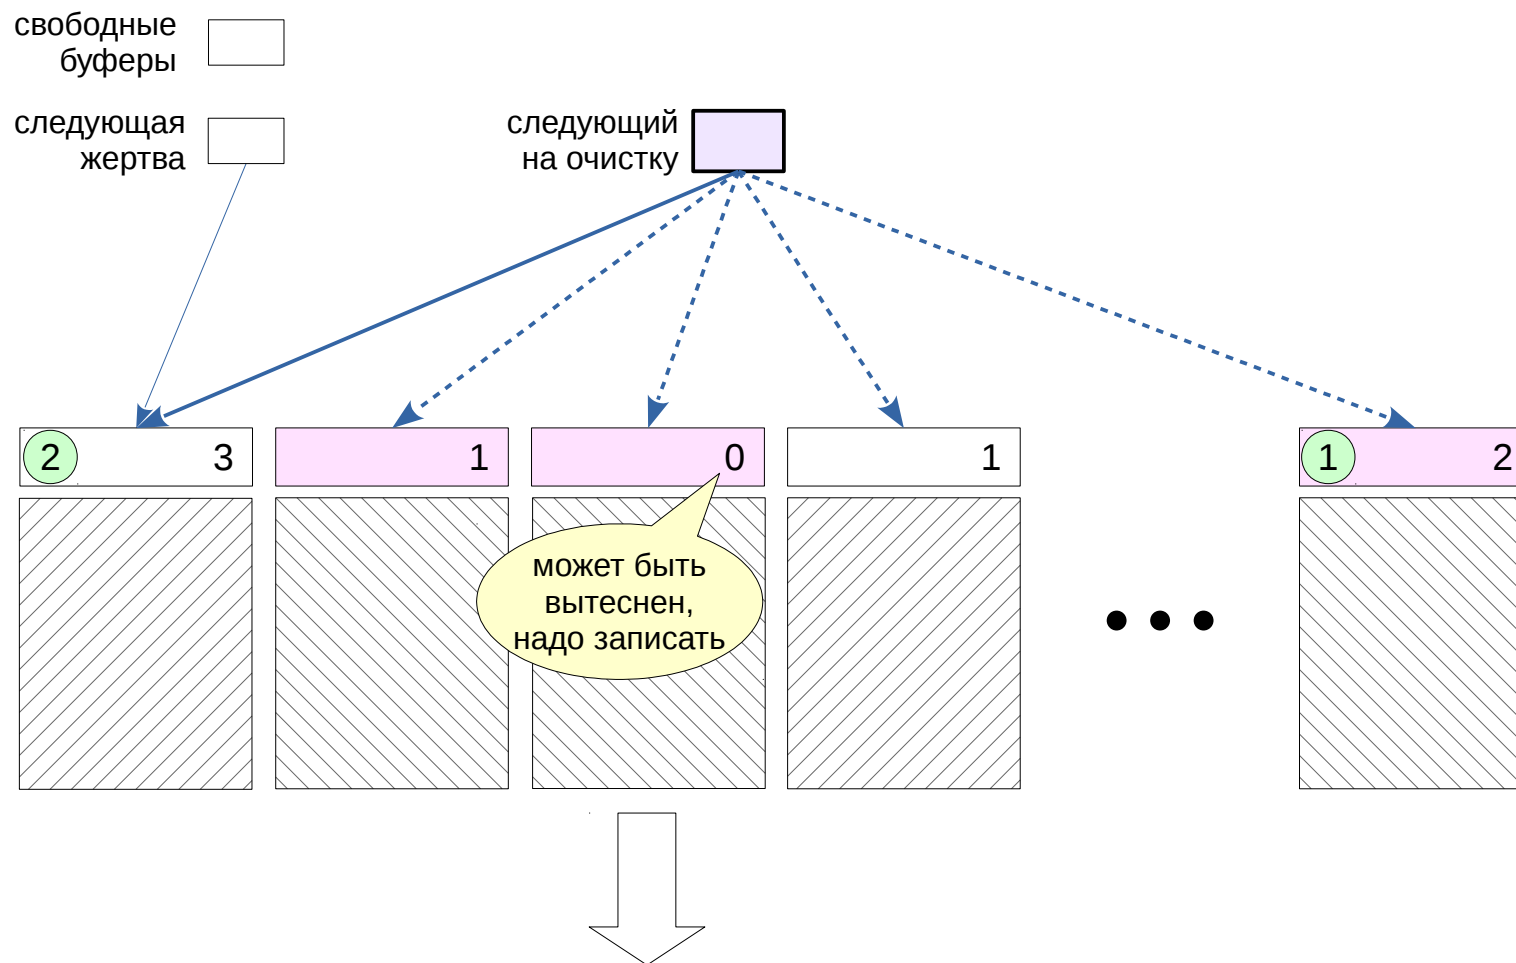 свободные
буферы
следующая
жертва
следующий
на очистку
2 3
1
0
1
1 2
может быть
вытеснен,
надо записать